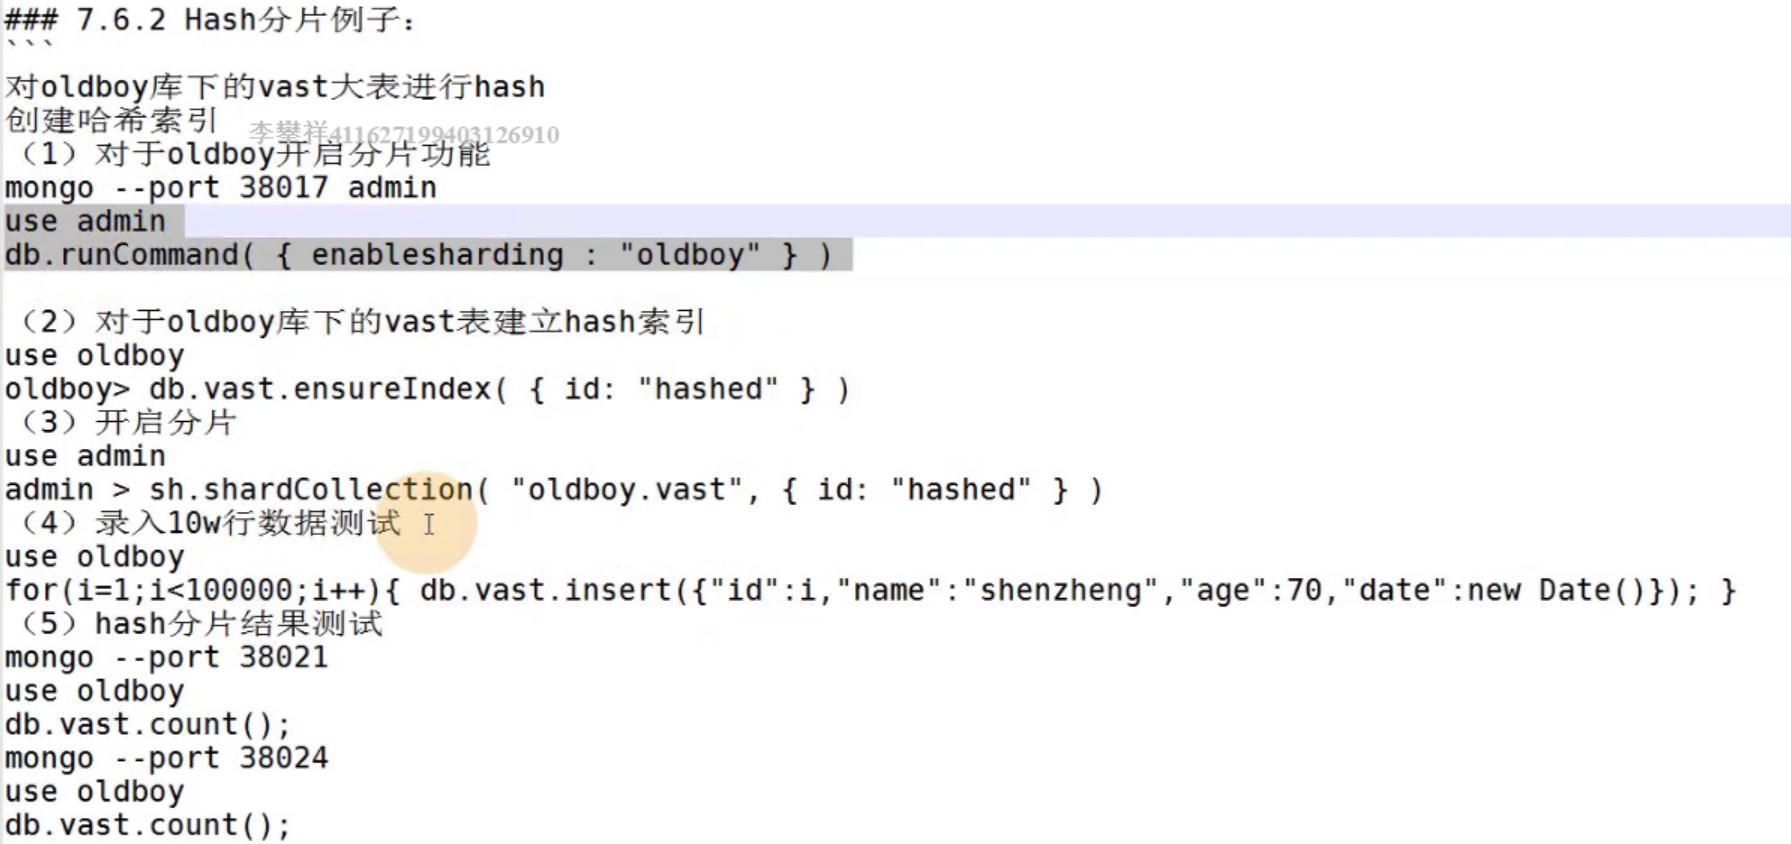 ### 7.6.2 Hash分片例子：
```
对oldboy库下的vast大表进行hash
创建哈希索引
李攀祥411627199403126910
（1）对于oldboy开启分片功能
mongo --port 38017 admin
use admin
db.runCommand( { enablesharding : "oldboy" } )
（2）对于oldboy库下的vast表建立hash索引
use oldboy
oldboy> db.vast.ensureIndex( { id: "hashed" } )
（3）开启分片
use admin
admin > sh.shardCollection( "oldboy.vast", { id: "hashed" } )
（4）录入10w行数据测试
use oldboy
for(i=1;i<100000;i++){ db.vast.insert({"id":i,"name":"shenzheng","age":70,"date":new Date()}); }
（5）hash分片结果测试
mongo --port 38021
use oldboy
db.vast.count();
mongo --port 38024
use oldboy
db.vast.count();